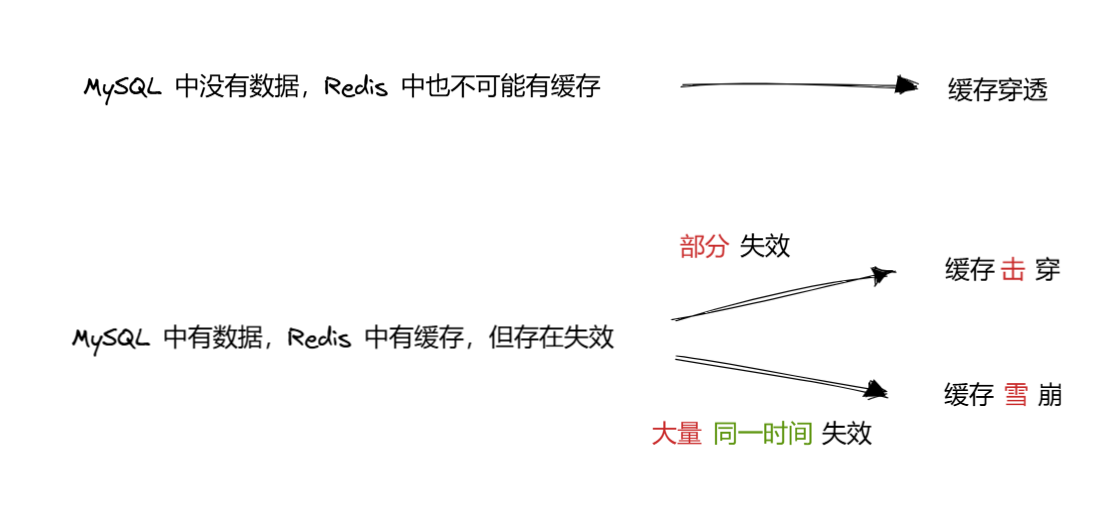 MySQL 中没有数据，Redis 中也不可能有缓存
缓存穿透
部分 失效
缓存 击 穿
MySQL 中有数据，Redis 中有缓存，但存在失效
缓存 雪 崩
大量 同一时间 失效